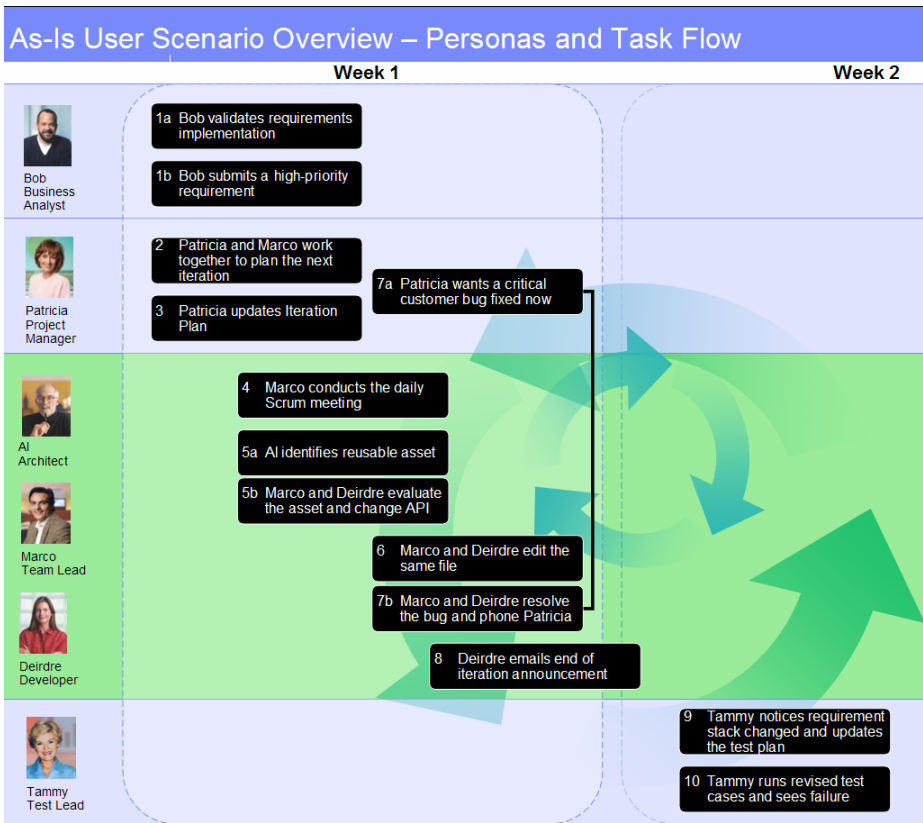 As-Is User Scenario Overview – Personas and Task Flow
Week 1
Week 2
Bob
Business
Analyst
1a Bob validates requirements
implementation
1b Bob submits a high-priority
requirement
Patricia
Project
Manager
2 Patricia and Marco work
together to plan the next
iteration
3 Patricia updates Iteration
Plan
7a Patricia wants a critical
customer bug fixed now
Al
Architect
4 Marco conducts the daily
Scrum meeting
5a Al identifies reusable asset
5b Marco and Deirdre evaluate
the asset and change API
Marco
Team Lead
6 Marco and Deirdre edit the
same file
7b Marco and Deirdre resolve
the bug and phone Patricia
Deirdre
Developer
8 Deirdre emails end of
iteration announcement
Tammy
Test Lead
9 Tammy notices requirement
stack changed and updates
the test plan
10 Tammy runs revised test
cases and sees failure